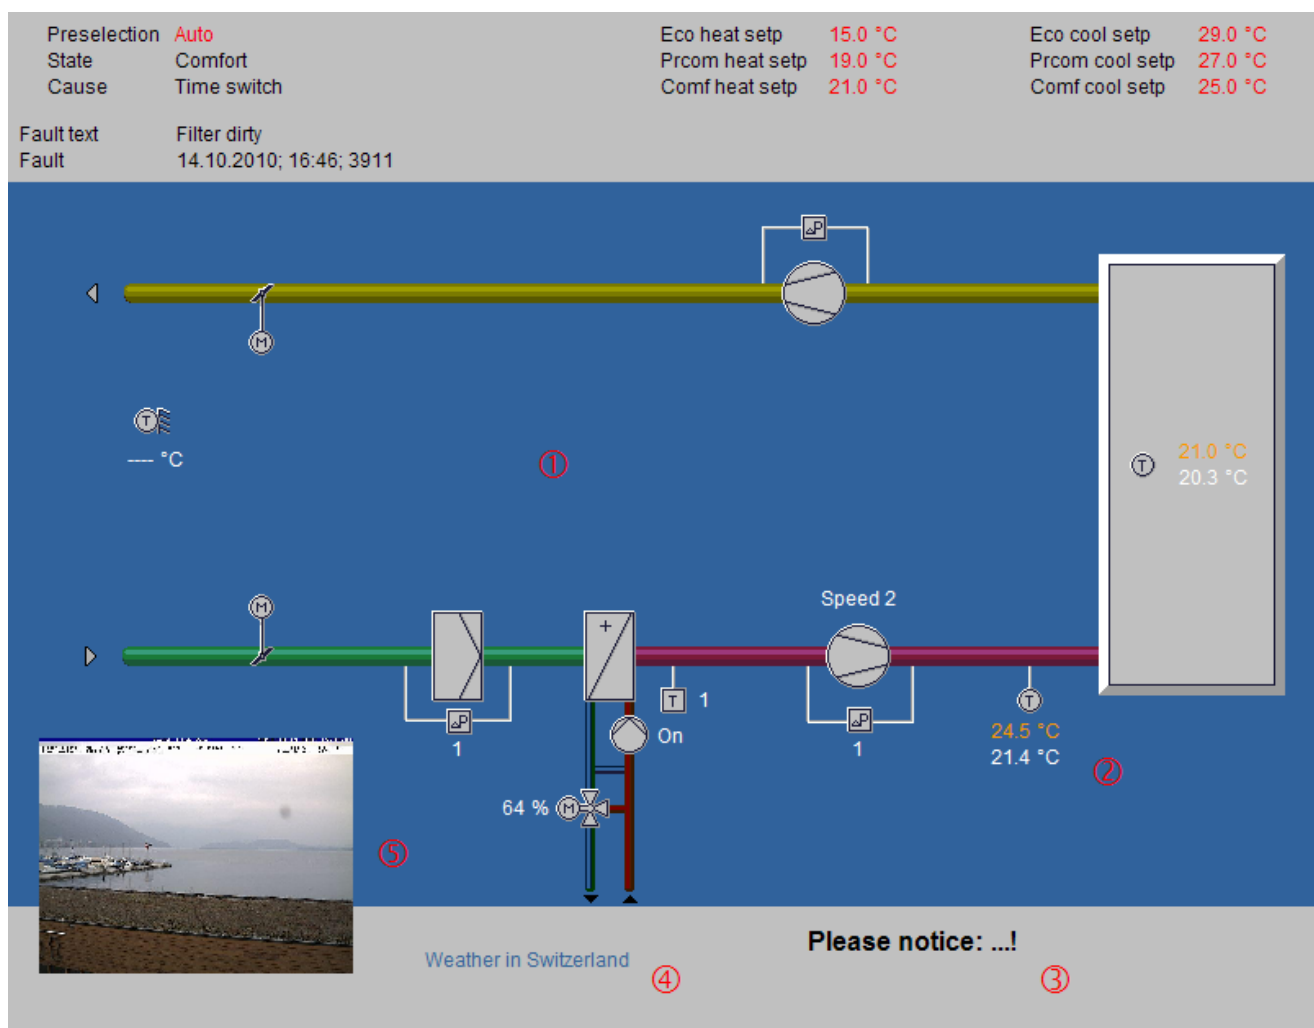 Preselection Auto Eco heat setp 15.0 °C Eco cool setp 29.0 °C
State Comfort Prcom heat setp 19.0 °C Prcom cool setp 27.0 °C
Cause Time switch Comf heat setp 21.0 °C Comf cool setp 25.0 °C
Fault text Filter dirty
Fault 14.10.2010; 16:46; 3911
△P
M
T
---- °C
①
T 21.0 °C
20.3 °C
M
Speed 2
+
T 1
△P
1
On
△P
1
T
24.5 °C
21.4 °C
②
64 % M
⑤
Please notice: ...!
Weather in Switzerland
④
③